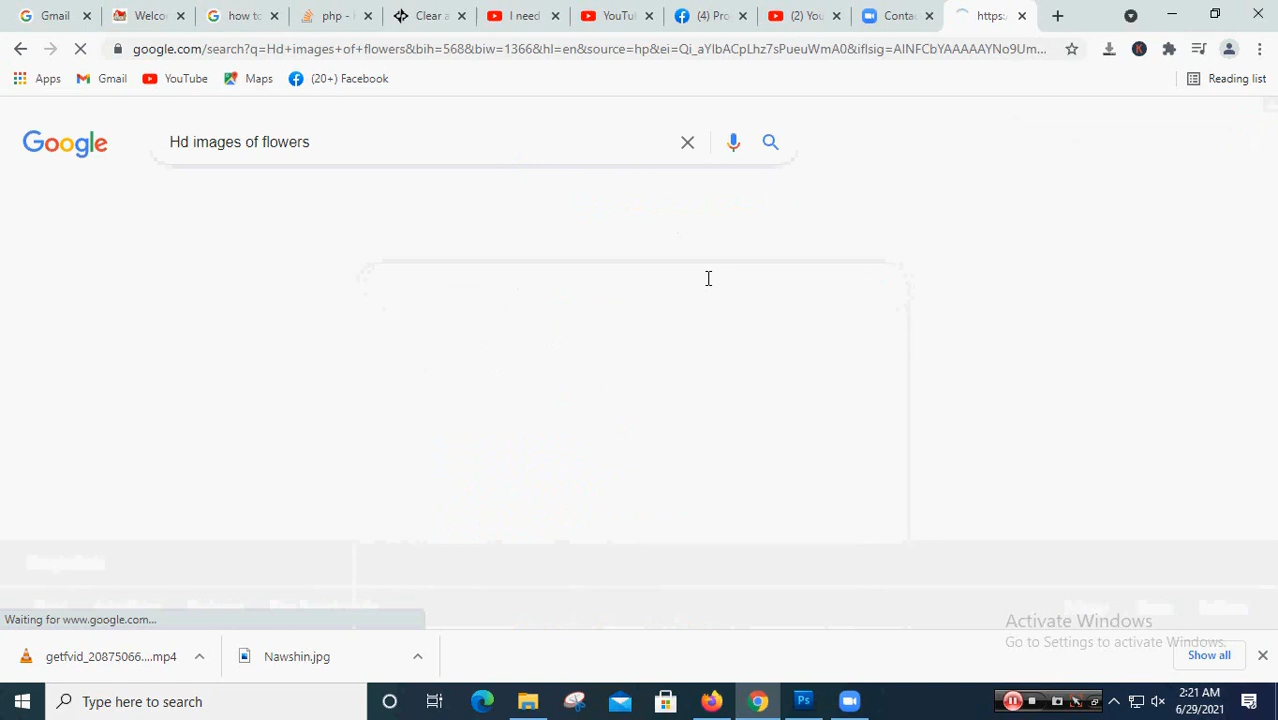 Gmail
Welcom
how to
php -
Clear a
I need
YouTu
(4) Pro
(2) You
Contac
https:
google.com/search?q=Hd+images+of+flowers&bih=568&biw=1366&hl=en&source=hp&ei=Qi_aYIbACpLhz7sPueuWmA0&iflsig=AINFCbYAAAAAYNo9Um...
Apps
Gmail
YouTube
Maps
(20+) Facebook
Reading list
Google
Hd images of flowers
Waiting for www.google.com...
Activate Windows
Go to Settings to activate Windows.
getfvid_20875066....mp4
Nawshin.jpg
Show all
Type here to search
Ps
2:21 AM
6/29/2021